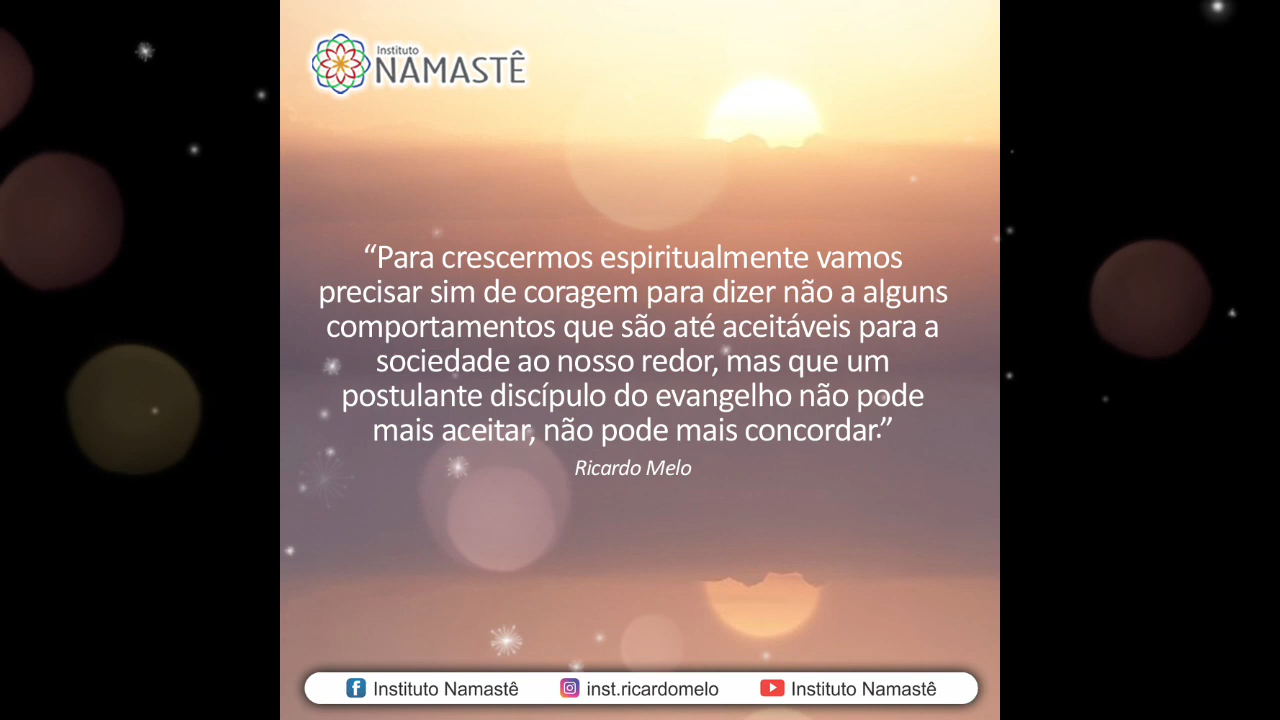 Instituto
NAMASTÊ
“Para crescermos espiritualmente vamos
precisar sim de coragem para dizer não a alguns
comportamentos que são até aceitáveis para a
sociedade ao nosso redor, mas que um
postulante discípulo do evangelho não pode
mais aceitar, não pode mais concordar.”
Ricardo Melo
Instituto Namastê inst.ricardomelo Instituto Namastê